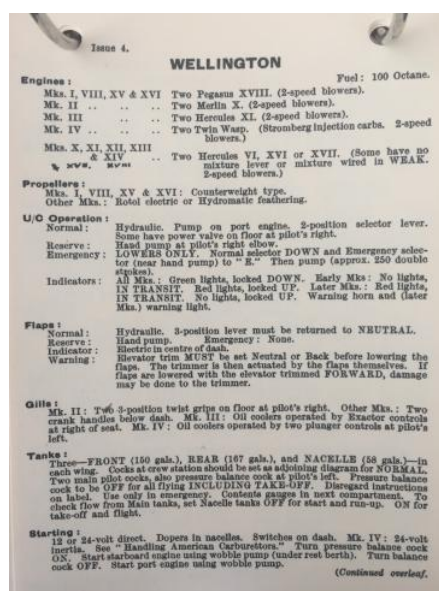 Issue 4.
WELLINGTON
Engines : Fuel : 100 Octane.
Mks. I, VIII, XV & XVI Two Pegasus XVIII. (2-speed blowers).
Mk. II .. .. .. Two Merlin X. (2-speed blowers).
Mk. III .. .. Two Hercules XI. (2-speed blowers).
Mk. IV .. .. .. Two Twin Wasp. (Stromberg injection carbs. 2-speed
blowers.)
Mks. X, XI, XII, XIII
& XIV .. .. Two Hercules VI, XVI or XVII. (Some have no
XVII, XVIII mixture lever or mixture wired in WEAK.
2-speed blowers.)
Propellers :
Mks. I, VIII, XV & XVI : Counterweight type.
Other Mks. : Rotol electric or Hydromatic feathering.
U/C Operation :
Normal : Hydraulic. Pump on port engine. 2-position selector lever.
Some have power valve on floor at pilot's right.
Reserve : Hand pump at pilot's right elbow.
Emergency : LOWERS ONLY. Normal selector DOWN and Emergency selec-
tor (near hand pump) to "E." Then pump (approx. 250 double
strokes).
Indicators : All Mks. : Green lights, locked DOWN. Early Mks : No lights,
IN TRANSIT. Red lights, locked UP. Later Mks. : Red lights,
IN TRANSIT. No lights, locked UP. Warning horn and (later
Mks.) warning light.
Flaps :
Normal : Hydraulic. 3-position lever must be returned to NEUTRAL.
Reserve : Hand pump. Emergency : None.
Indicator : Electric in centre of dash.
Warning : Elevator trim MUST be set Neutral or Back before lowering the
flaps. The trimmer is then actuated by the flaps themselves. If
flaps are lowered with the elevator trimmed FORWARD, damage
may be done to the trimmer.
Gills :
Mk. II : Two 3-position twist grips on floor at pilot's right. Other Mks. : Two
crank handles below dash. Mk. III : Oil coolers operated by Exactor controls
at right of seat. Mk. IV : Oil coolers operated by two plunger controls at pilot's
left.
Tanks :
Three—FRONT (150 gals.), REAR (167 gals.), and NACELLE (58 gals.)—in
each wing. Cocks at crew station should be set as adjoining diagram for NORMAL.
Two main pilot cocks, also pressure balance cock at pilot's left. Pressure balance
cock to be OFF for all flying INCLUDING TAKE-OFF. Disregard instructions
on label. Use only in emergency. Contents gauges in next compartment. To
check flow from Main tanks, set Nacelle tanks OFF for start and run-up. ON for
take-off and flight.
Starting :
12 or 24-volt direct. Dopers in nacelles. Switches on dash. Mk. IV : 24-volt
inertia. See "Handling American Carburettors." Turn pressure balance cock
ON. Start starboard engine using wobble pump (under rest berth). Turn balance
cock OFF. Start port engine using wobble pump.
(Continued overleaf.